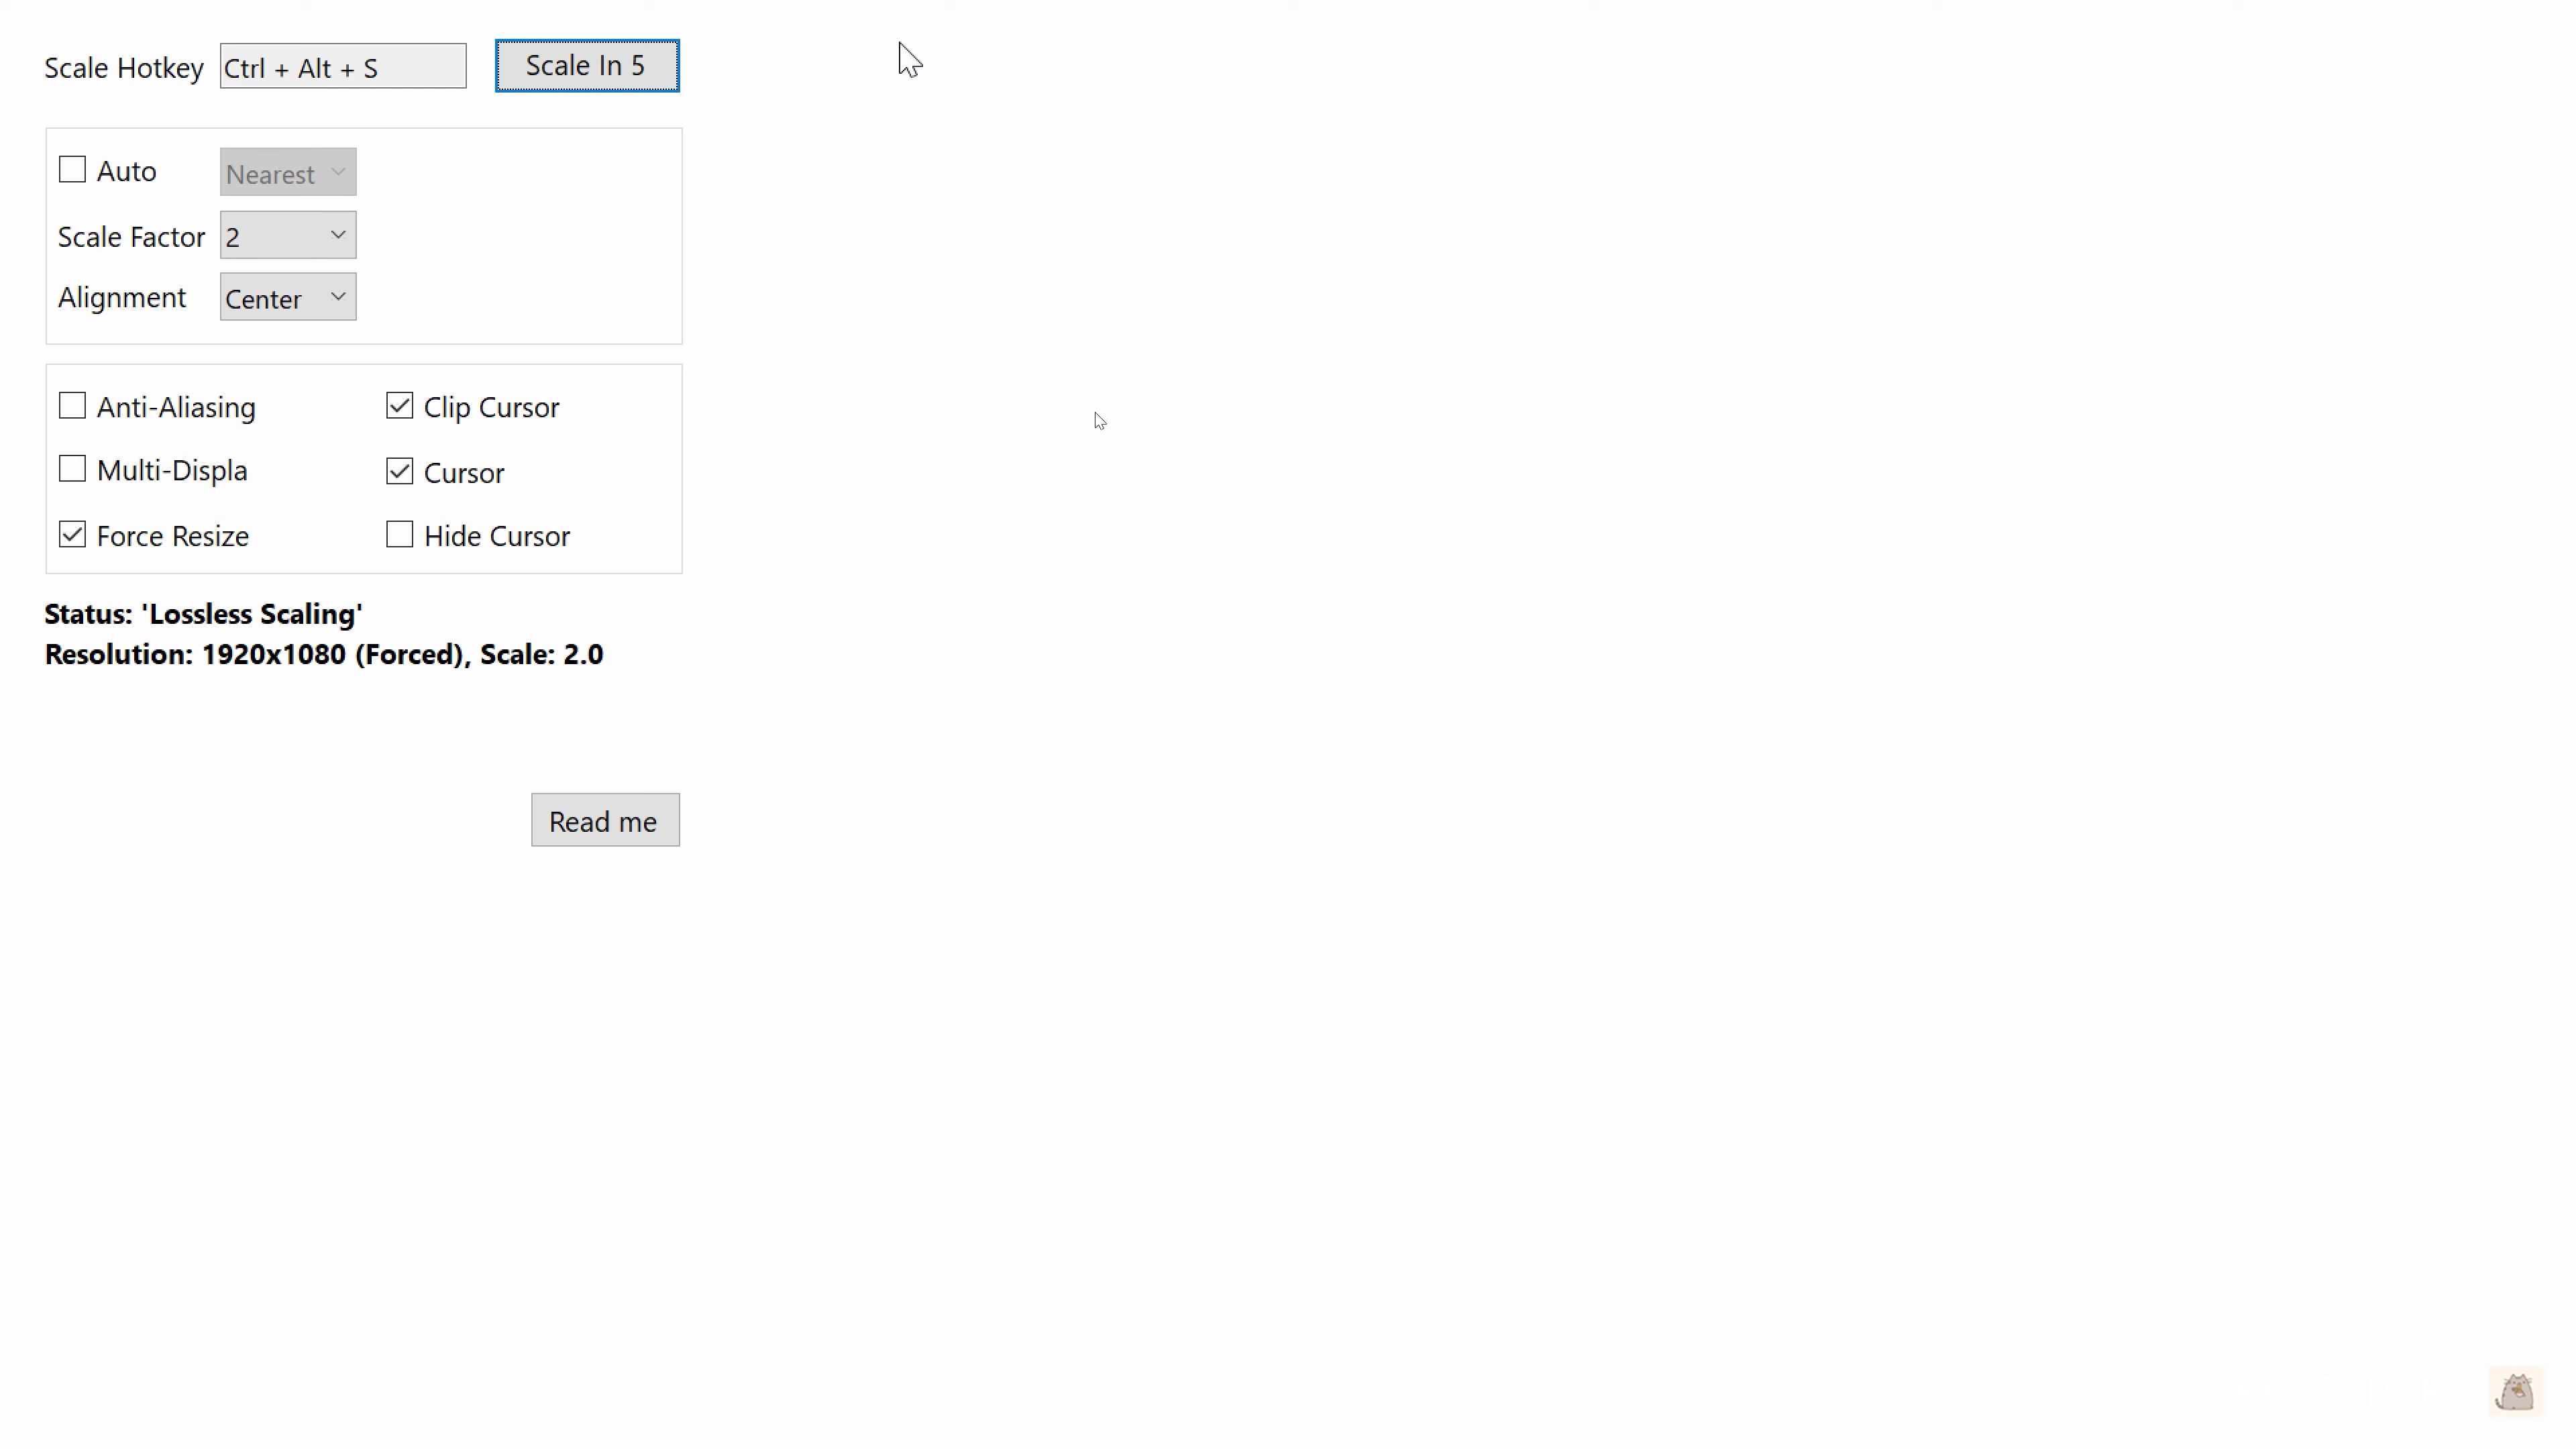 Scale Hotkey Ctrl + Alt + S Scale In 5
Auto Nearest
Scale Factor 2
Alignment Center
Anti-Aliasing Clip Cursor
Multi-Displa Cursor
Force Resize Hide Cursor
Status: 'Lossless Scaling'
Resolution: 1920x1080 (Forced), Scale: 2.0
Read me